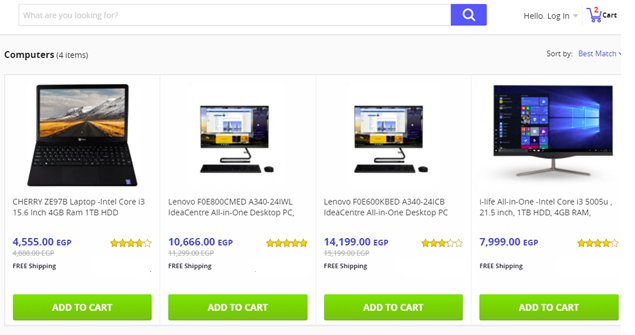 What are you looking for?
Hello. Log In
2
Cart
Computers (4 items)
Sort by: Best Match
CHERRY ZE97B Laptop -Intel Core i3
15.6 Inch 4GB Ram 1TB HDD
4,555.00 EGP
4,888.00 EGP
FREE Shipping
ADD TO CART
Lenovo F0E800CMED A340-24IWL
IdeaCentre All-in-One Desktop PC,
10,666.00 EGP
11,299.00 EGP
FREE Shipping
ADD TO CART
Lenovo F0E600KBED A340-24ICB
IdeaCentre All-in-One Desktop PC
14,199.00 EGP
15,199.00 EGP
FREE Shipping
ADD TO CART
i-life All-in-One -Intel Core i3 5005u ,
21.5 inch, 1TB HDD, 4GB RAM,
7,999.00 EGP
FREE Shipping
ADD TO CART